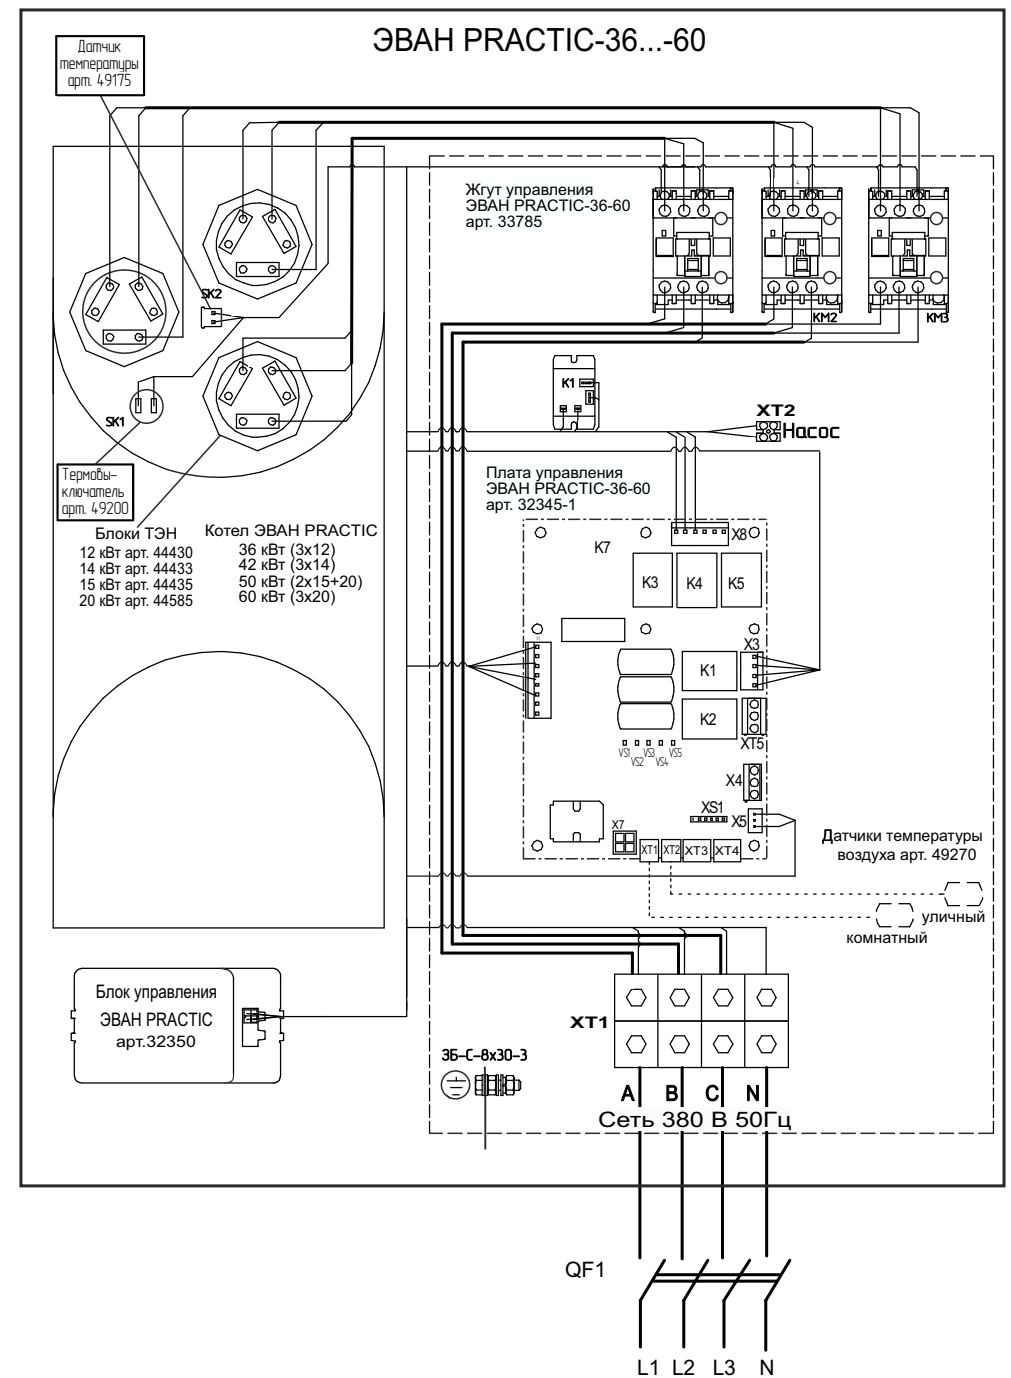 ЭВАН PRACTIC-36...-60
Датчик
температуры
арт. 49175
Жгут управления
ЭВАН PRACTIC-36-60
арт. 33785
SK2
KM2
KM3
K1
SK1
XT2
Насос
Термовы-
ключатель
арт. 49200
Плата управления
ЭВАН PRACTIC-36-60
арт. 32345-1
Блоки ТЭН
12 кВт арт. 44430
14 кВт арт. 44433
15 кВт арт. 44435
20 кВт арт. 44585
Котел ЭВАН PRACTIC
36 кВт (3х12)
42 кВт (3х14)
50 кВт (2х15+20)
60 кВт (3х20)
K7
X8
K3
K4
K5
X3
K1
K2
XT5
VS1
VS2
VS3
VS4
VS5
X4
XS1
X5
X7
XT1
XT2
XT3
XT4
Датчики температуры
воздуха арт. 49270
уличный
комнатный
Блок управления
ЭВАН PRACTIC
арт.32350
XT1
ЗБ-С-8х30-3
A B C N
Сеть 380 В 50Гц
QF1
L1 L2 L3 N